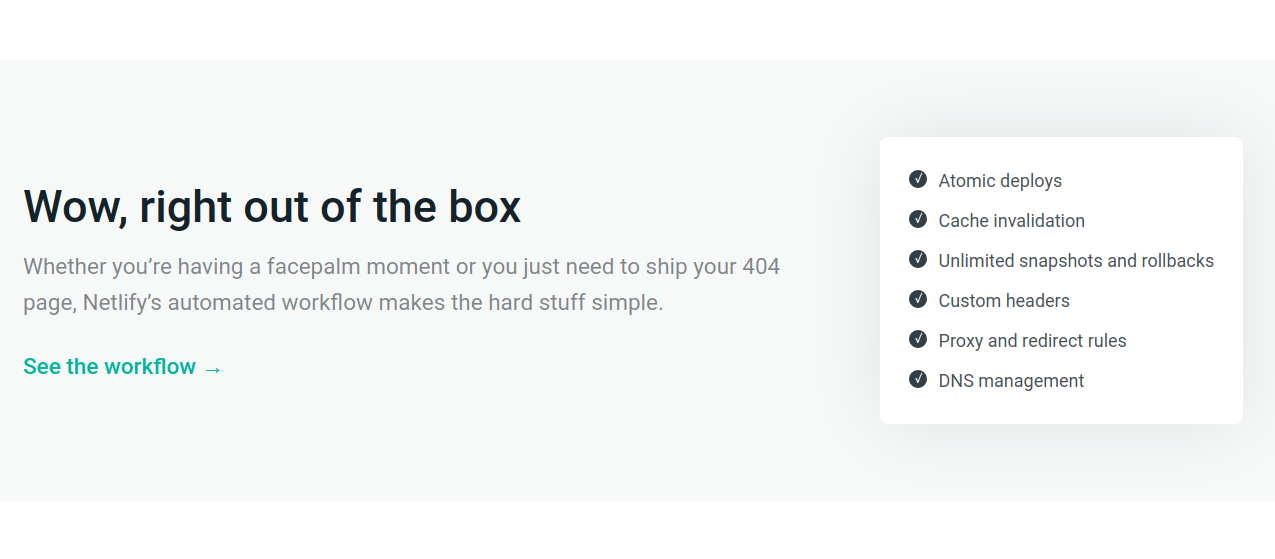 Wow, right out of the box
Whether you’re having a facepalm moment or you just need to ship your 404
page, Netlify’s automated workflow makes the hard stuff simple.
See the workflow →
Atomic deploys
Cache invalidation
Unlimited snapshots and rollbacks
Custom headers
Proxy and redirect rules
DNS management